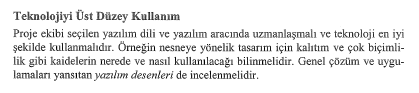 Teknolojiyi Üst Düzey Kullanım
Proje ekibi seçilen yazılım dili ve yazılım aracında uzmanlaşmalı ve teknoloji en iyi
şekilde kullanmalıdır. Örneğin nesneye yönelik tasarım için kalıtım ve çok biçimli-
lik gibi kaidelerin nerede ve nasıl kullanılacağı bilinmelidir. Genel çözüm ve uygu-
lamaları yansıtan yazılım desenleri de incelenmelidir.